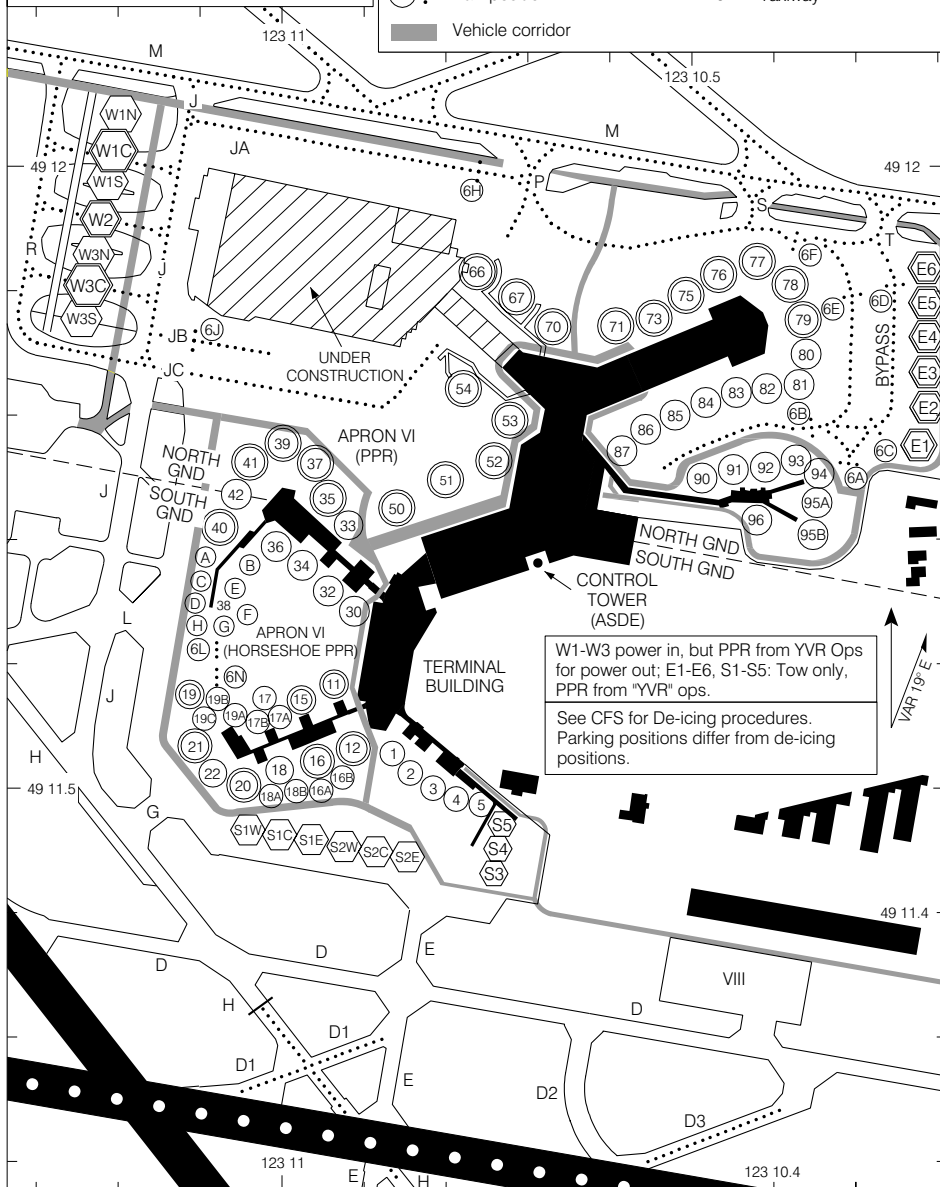 Taxiway
Vehicle corridor
123 11
M
123 10.5
W1N
J
M
W1C
JA
49 12
49 12
W1S
6H
P
W2
S
R
W3N
J
T
77
6F
66
76
E6
W3C
78
75
67
6D
E5
W3S
6E
73
79
71
70
6J
JB
E4
BYPASS
UNDER
CONSTRUCTION
80
JC
E3
54
81
82
83
84
E2
85
6B
53
86
APRON VI
(PPR)
39
E1
87
6C
NORTH
GND
41
37
52
93
92
91
94
6A
90
51
SOUTH
GND
42
35
95A
J
50
96
33
40
95B
NORTH GND
36
A
SOUTH GND
B
34
C
CONTROL
TOWER
(ASDE)
E
32
D
38
30
F
L
H
G
APRON VI
(HORSESHOE PPR)
6L
W1-W3 power in, but PPR from YVR Ops
for power out; E1-E6, S1-S5: Tow only,
PPR from "YVR" ops.
TERMINAL
BUILDING
6N
VAR 19° E
11
J
19
19B
17
15
19C
19A
17B
17A
See CFS for De-icing procedures.
Parking positions differ from de-icing
positions.
21
12
1
H
16
18
22
2
16B
20
49 11.5
3
18A
18B
16A
4
5
G
S1W
S1C
S1E
S2W
S2C
S2E
S5
S4
S3
49 11.4
D
D
E
VIII
H
D
D1
D1
E
D2
D3
123 11
123 10.4
E
H